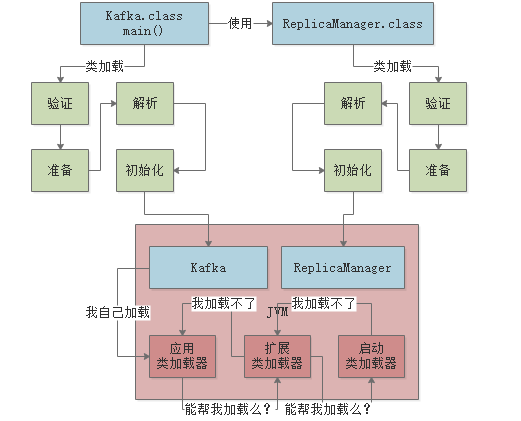 Kafka.class
main()
使用
ReplicaManager.class
类加载
类加载
验证
解析
解析
验证
准备
初始化
初始化
准备
Kafka
ReplicaManager
我自己加载
我加载不了
我加载不了
JVM
应用
类加载器
扩展
类加载器
启动
类加载器
能帮我加载么？
能帮我加载么？